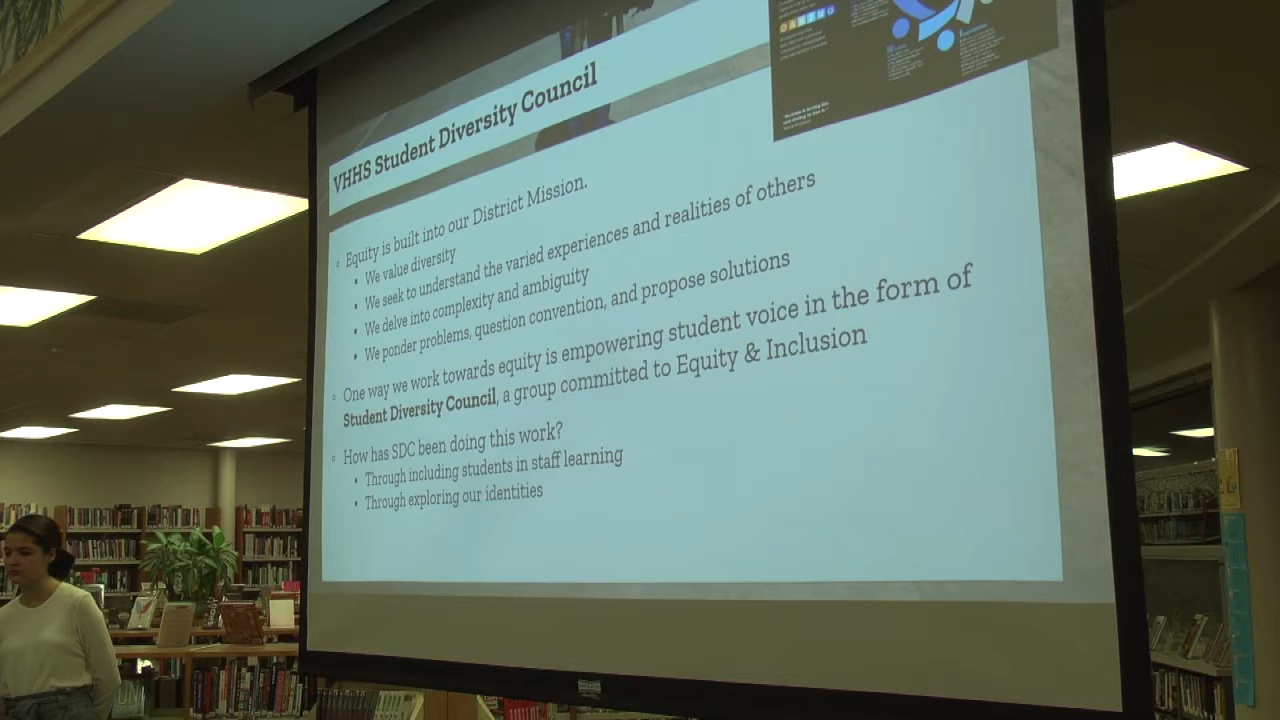 VHHS Student Diversity Council
Equity is built into our District Mission.
We value diversity
We seek to understand the varied experiences and realities of others
We delve into complexity and ambiguity
We ponder problems, question convention, and propose solutions
One way we work towards equity is empowering student voice in the form of
Student Diversity Council, a group committed to Equity & Inclusion
How has SDC been doing this work?
Through including students in staff learning
Through exploring our identities